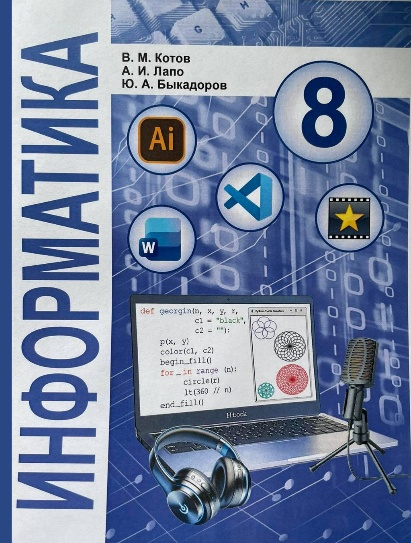 ИНФОРМАТИКА
В. М. Котов
А. И. Лапо
Ю. А. Быкадоров
8
Ai
W
def georgin(n, x, y, r,
c1 = "black",
c2 = ""):
p(x, y)
color(c1, c2)
begin_fill()
for _ in range (n):
circle(r)
lt(360 // n)
end_fill()